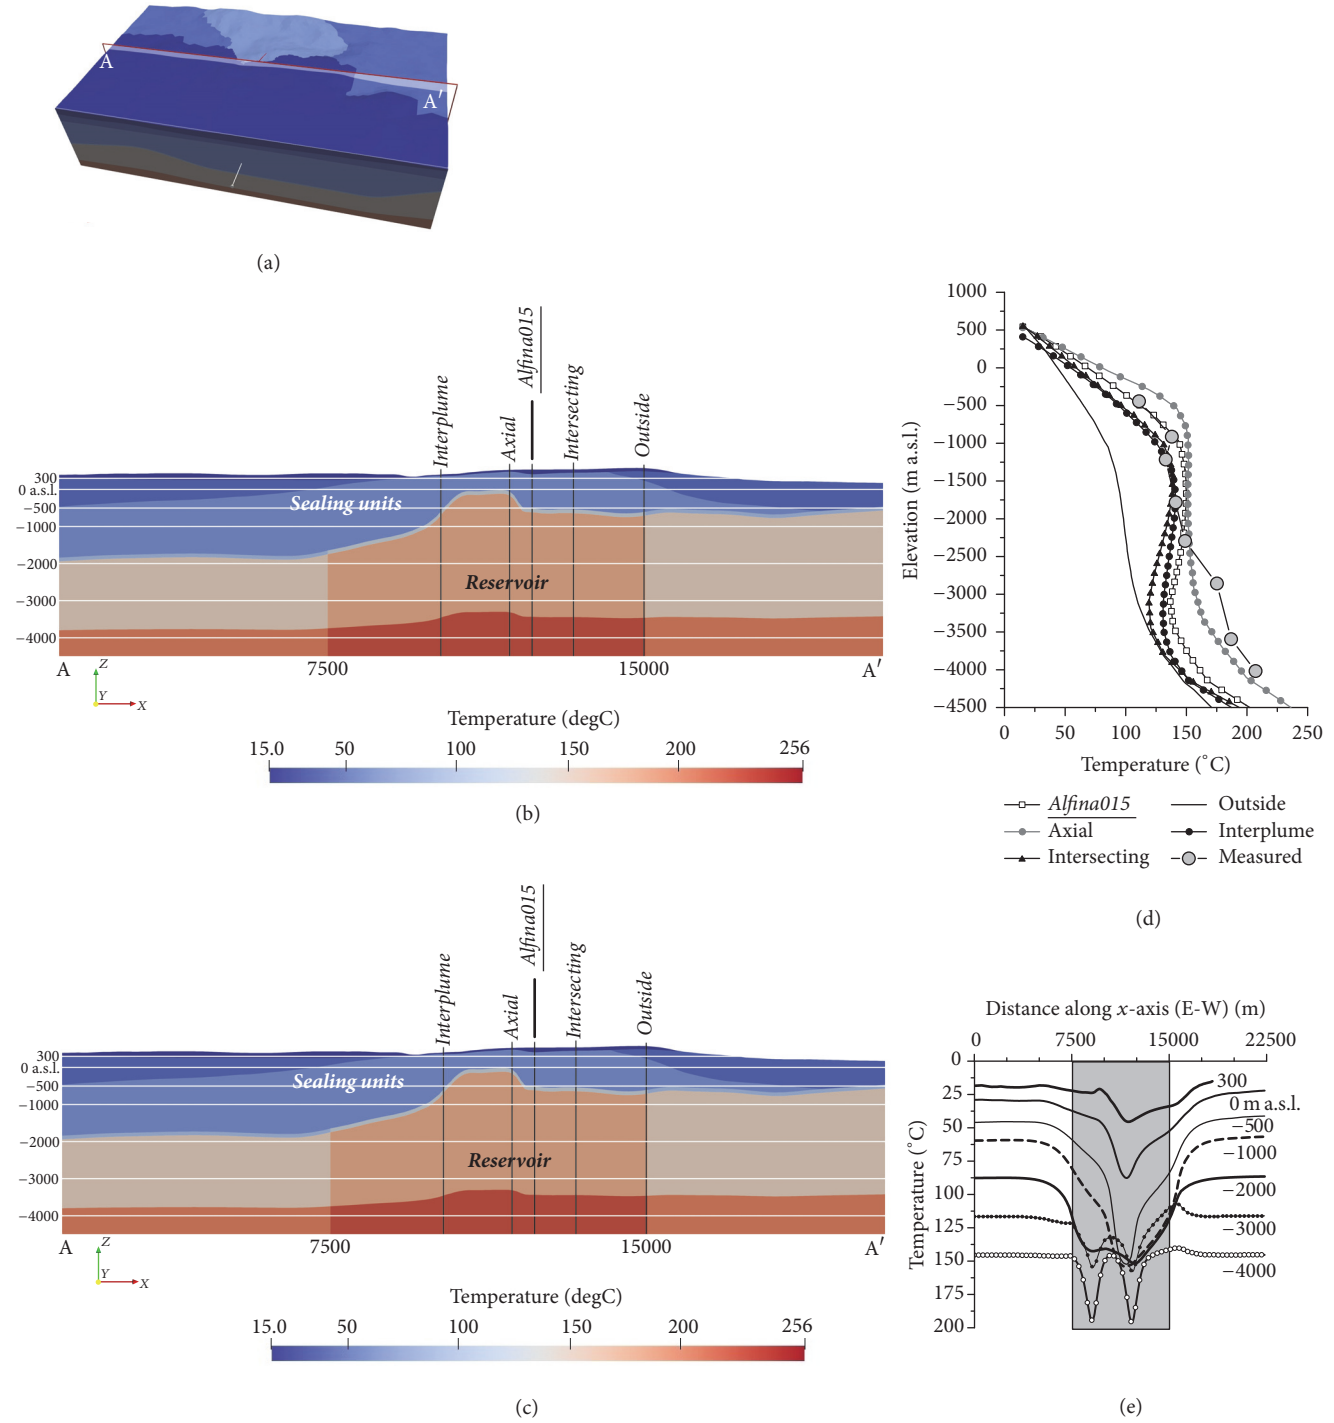 A
A′
(a)
Interplume
Axial
Alfina015
Intersecting
Outside
300
0 a.s.l.
−500
−1000
−2000
−3000
−4000
Sealing units
Reservoir
A
7500
15000
A′
Z
Y
X
Temperature (degC)
15.0 50 100 150 200 256
(b)
Interplume
Axial
Alfina015
Intersecting
Outside
300
0 a.s.l.
−500
−1000
−2000
−3000
−4000
Sealing units
Reservoir
A
7500
15000
A′
Z
Y
X
Temperature (degC)
15.0 50 100 150 200 256
(c)
Elevation (m a.s.l.)
1000
500
0
−500
−1000
−1500
−2000
−2500
−3000
−3500
−4000
−4500
0 50 100 150 200 250
Temperature (°C)
Alfina015 Outside
Axial Interplume
Intersecting Measured
(d)
Distance along x-axis (E-W) (m)
0 7500 15000 22500
Temperature (°C)
0
25
50
75
100
125
150
175
200
300
0 m a.s.l.
−500
−1000
−2000
−3000
−4000
(e)